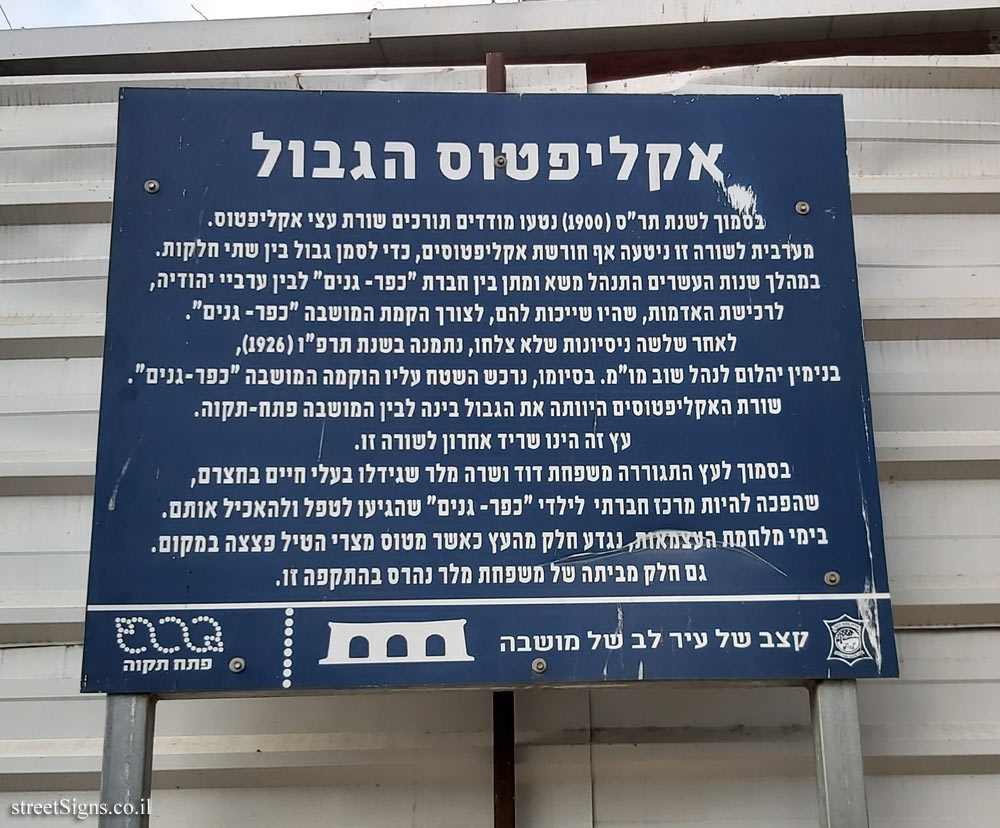 אקליפטוס הגבול
בסמוך לשנת תר"ס (1900) נטעו מודדים תורכים שורת עצי אקליפטוס.
מערבית לשורה זו ניטעה אף חורשת אקליפטוסים, כדי לסמן גבול בין שתי חלקות.
במהלך שנות העשרים התנהל משא ומתן בין חברת "כפר- גנים" לבין ערביי יהודיה,
לרכישת האדמות, שהיו שייכות להם, לצורך הקמת המושבה "כפר- גנים".
לאחר שלשה ניסיונות שלא צלחו, נתמנה בשנת תרפ"ו (1926),
בנימין יהלום לנהל שוב מו"מ. בסיומו, נרכש השטח עליו הוקמה המושבה "כפר-גנים".
שורת האקליפטוסים היוותה את הגבול בינה לבין המושבה פתח-תקוה.
עץ זה הינו שריד אחרון לשורה זו.
בסמוך לעץ התגוררה משפחת דוד ושרה מלר שגידלו בעלי חיים בחצרם,
שהפכה להיות מרכז חברתי לילדי "כפר- גנים" שהגיעו לטפל ולהאכיל אותם.
בימי מלחמת העצמאות, נגדע חלק מהעץ כאשר מטוס מצרי הטיל פצצה במקום.
גם חלק מביתה של משפחת מלר נהרס בהתקפה זו.
קצב של עיר לב של מושבה
פתח תקוה
streetSigns.co.il